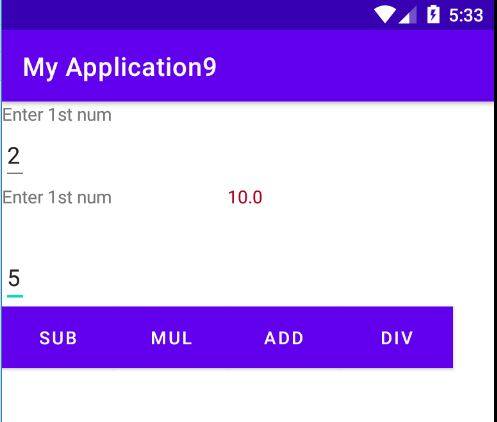 5:33
My Application9
Enter 1st num
2
Enter 1st num 10.0
5
SUB MUL ADD DIV